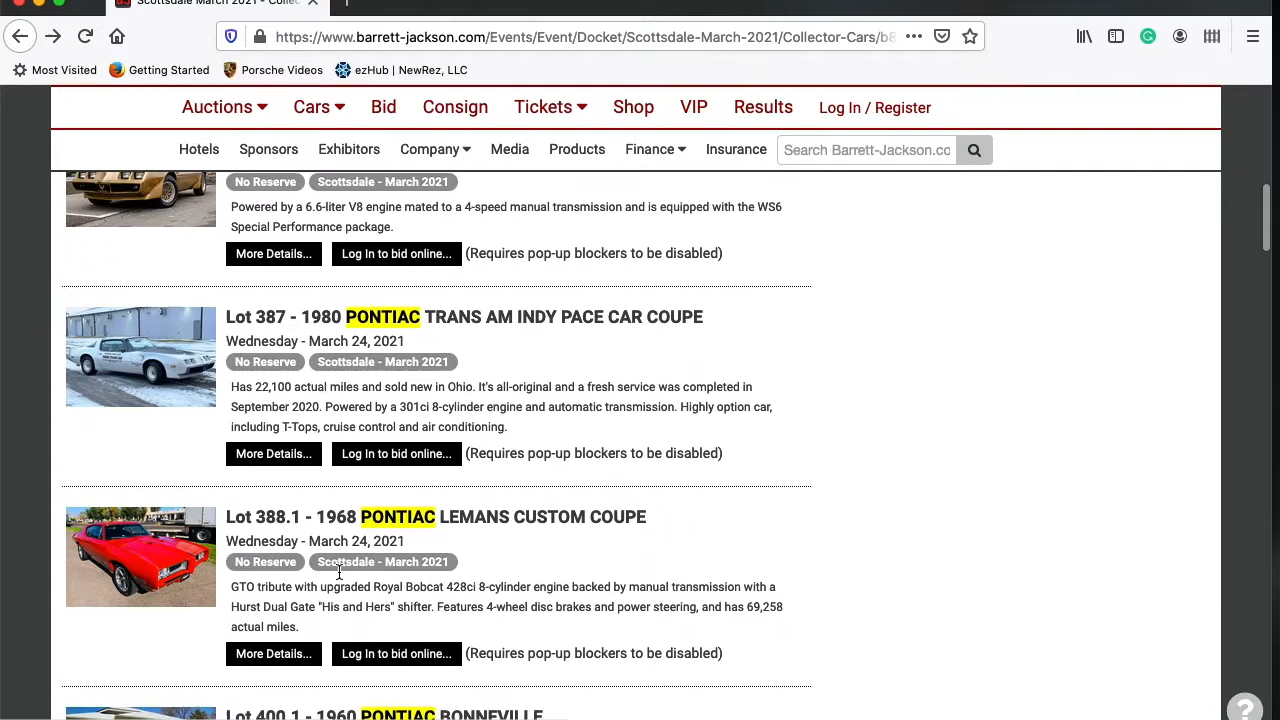 Scottsdale March 2021 - Collec
https://www.barrett-jackson.com/Events/Event/Docket/Scottsdale-March-2021/Collector-Cars/b8
Most Visited Getting Started Porsche Videos ezHub | NewRez, LLC
Auctions Cars Bid Consign Tickets Shop VIP Results Log In / Register
Hotels Sponsors Exhibitors Company Media Products Finance Insurance Search Barrett-Jackson.co
No Reserve Scottsdale - March 2021
Powered by a 6.6-liter V8 engine mated to a 4-speed manual transmission and is equipped with the WS6
Special Performance package.
More Details... Log In to bid online... (Requires pop-up blockers to be disabled)
Lot 387 - 1980 PONTIAC TRANS AM INDY PACE CAR COUPE
Wednesday - March 24, 2021
No Reserve Scottsdale - March 2021
Has 22,100 actual miles and sold new in Ohio. It's all-original and a fresh service was completed in
September 2020. Powered by a 301ci 8-cylinder engine and automatic transmission. Highly option car,
including T-Tops, cruise control and air conditioning.
More Details... Log In to bid online... (Requires pop-up blockers to be disabled)
Lot 388.1 - 1968 PONTIAC LEMANS CUSTOM COUPE
Wednesday - March 24, 2021
No Reserve Scottsdale - March 2021
GTO tribute with upgraded Royal Bobcat 428ci 8-cylinder engine backed by manual transmission with a
Hurst Dual Gate "His and Hers" shifter. Features 4-wheel disc brakes and power steering, and has 69,258
actual miles.
More Details... Log In to bid online... (Requires pop-up blockers to be disabled)
Lot 400.1 - 1960 PONTIAC BONNEVILLE
?